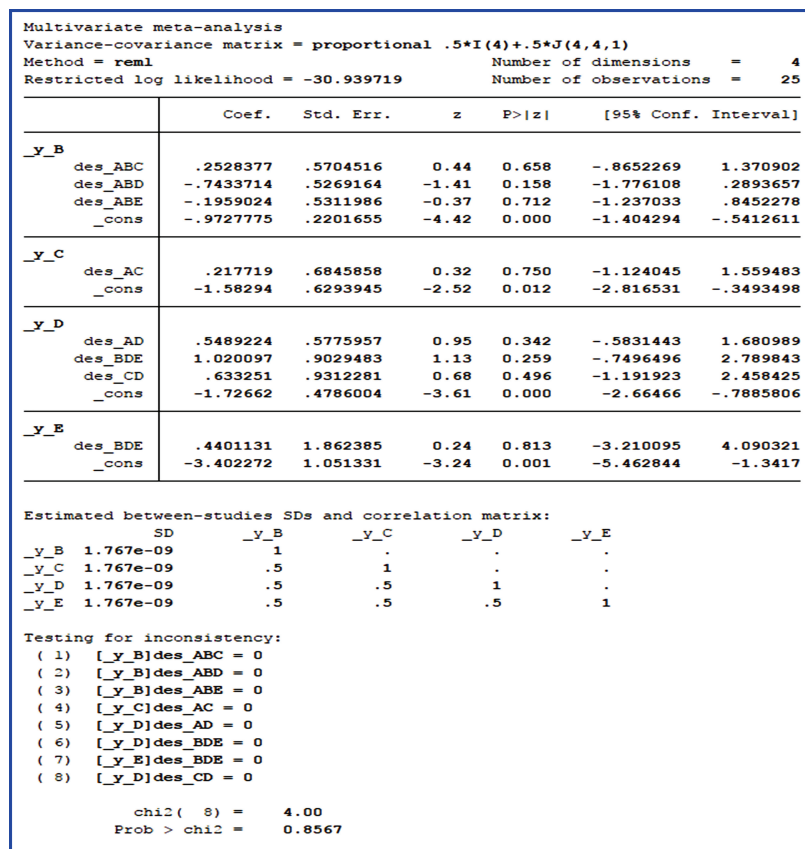 Multivariate meta-analysis
Variance-covariance matrix = proportional .5*I(4)+.5*J(4,4,1)
Method = reml Number of dimensions = 4
Restricted log likelihood = -30.939719 Number of observations = 25
Coef. Std. Err. z P>|z| [95% Conf. Interval]
_y_B
des_ABC .2528377 .5704516 0.44 0.658 -.8652269 1.370902
des_ABD -.7433714 .5269164 -1.41 0.158 -1.776108 .2893657
des_ABE -.1959024 .5311986 -0.37 0.712 -1.237033 .8452278
_cons -.9727775 .2201655 -4.42 0.000 -1.404294 -.5412611
_y_C
des_AC .217719 .6845858 0.32 0.750 -1.124045 1.559483
_cons -1.58294 .6293945 -2.52 0.012 -2.816531 -.3493498
_y_D
des_AD .5489224 .5775957 0.95 0.342 -.5831443 1.680989
des_BDE 1.020097 .9029483 1.13 0.259 -.7496496 2.789843
des_CD .633251 .9312281 0.68 0.496 -1.191923 2.458425
_cons -1.72662 .4786004 -3.61 0.000 -2.66466 -.7885806
_y_E
des_BDE .4401131 1.862385 0.24 0.813 -3.210095 4.090321
_cons -3.402272 1.051331 -3.24 0.001 -5.462844 -1.3417
Estimated between-studies SDs and correlation matrix:
SD _y_B _y_C _y_D _y_E
_y_B 1.767e-09 1 . . .
_y_C 1.767e-09 .5 1 . .
_y_D 1.767e-09 .5 .5 1 .
_y_E 1.767e-09 .5 .5 .5 1
Testing for inconsistency:
( 1) [_y_B]des_ABC = 0
( 2) [_y_B]des_ABD = 0
( 3) [_y_B]des_ABE = 0
( 4) [_y_C]des_AC = 0
( 5) [_y_D]des_AD = 0
( 6) [_y_D]des_BDE = 0
( 7) [_y_E]des_BDE = 0
( 8) [_y_D]des_CD = 0
chi2( 8) = 4.00
Prob > chi2 = 0.8567